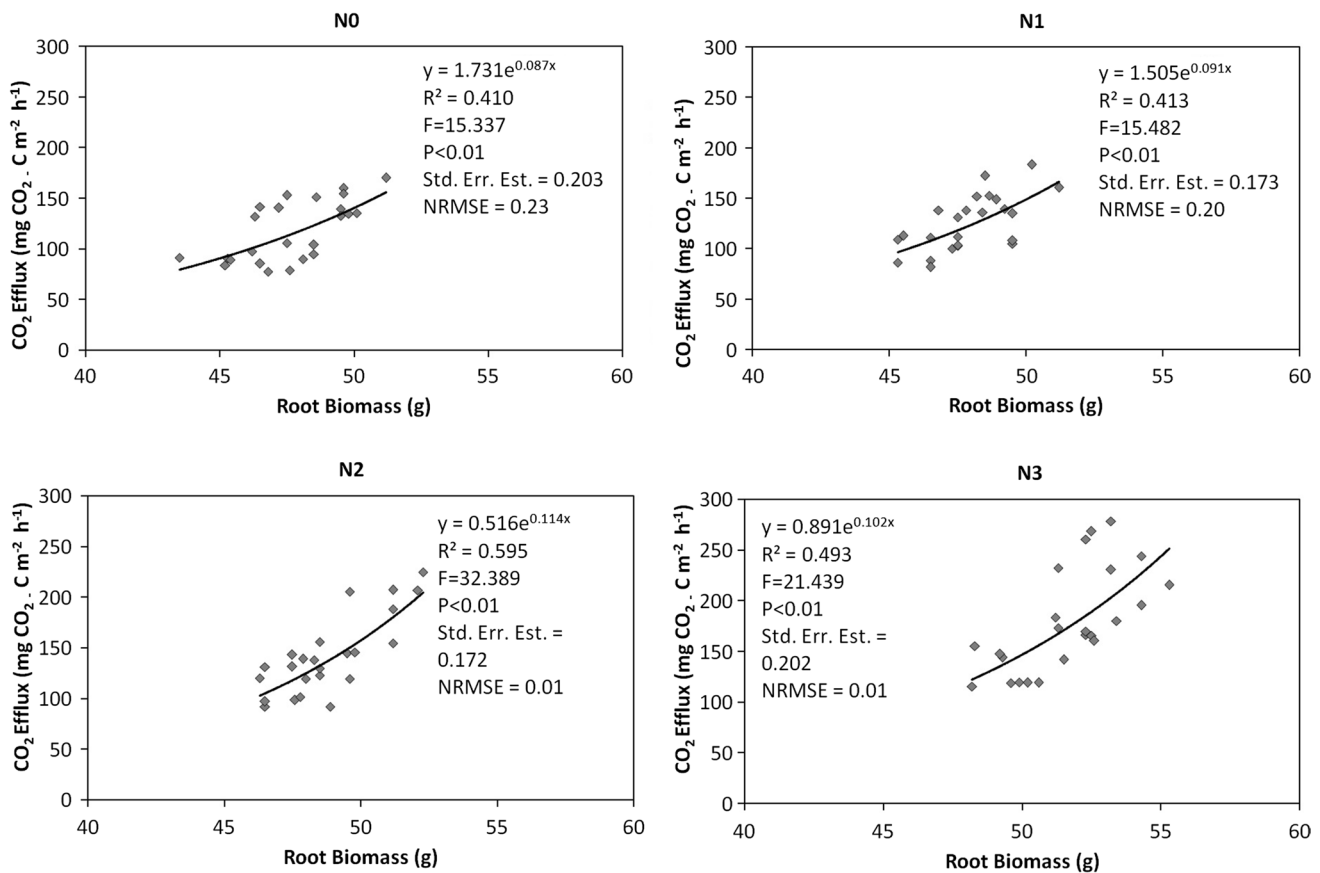 N0
300
250
200
150
100
50
0
CO₂ Efflux (mg CO₂ - C m⁻² h⁻¹)
y = 1.731e^0.087x
R² = 0.410
F=15.337
P<0.01
Std. Err. Est. = 0.203
NRMSE = 0.23
40 45 50 55 60
Root Biomass (g)
N1
300
250
200
150
100
50
0
CO₂ Efflux (mg CO₂ - C m⁻² h⁻¹)
y = 1.505e^0.091x
R² = 0.413
F=15.482
P<0.01
Std. Err. Est. = 0.173
NRMSE = 0.20
40 45 50 55 60
Root Biomass (g)
N2
300
250
200
150
100
50
0
CO₂ Efflux (mg CO₂ - C m⁻² h⁻¹)
y = 0.516e^0.114x
R² = 0.595
F=32.389
P<0.01
Std. Err. Est. =
0.172
NRMSE = 0.01
40 45 50 55 60
Root Biomass (g)
N3
300
250
200
150
100
50
0
CO₂ Efflux (mg CO₂ - C m⁻² h⁻¹)
y = 0.891e^0.102x
R² = 0.493
F=21.439
P<0.01
Std. Err. Est. =
0.202
NRMSE = 0.01
40 45 50 55 60
Root Biomass (g)